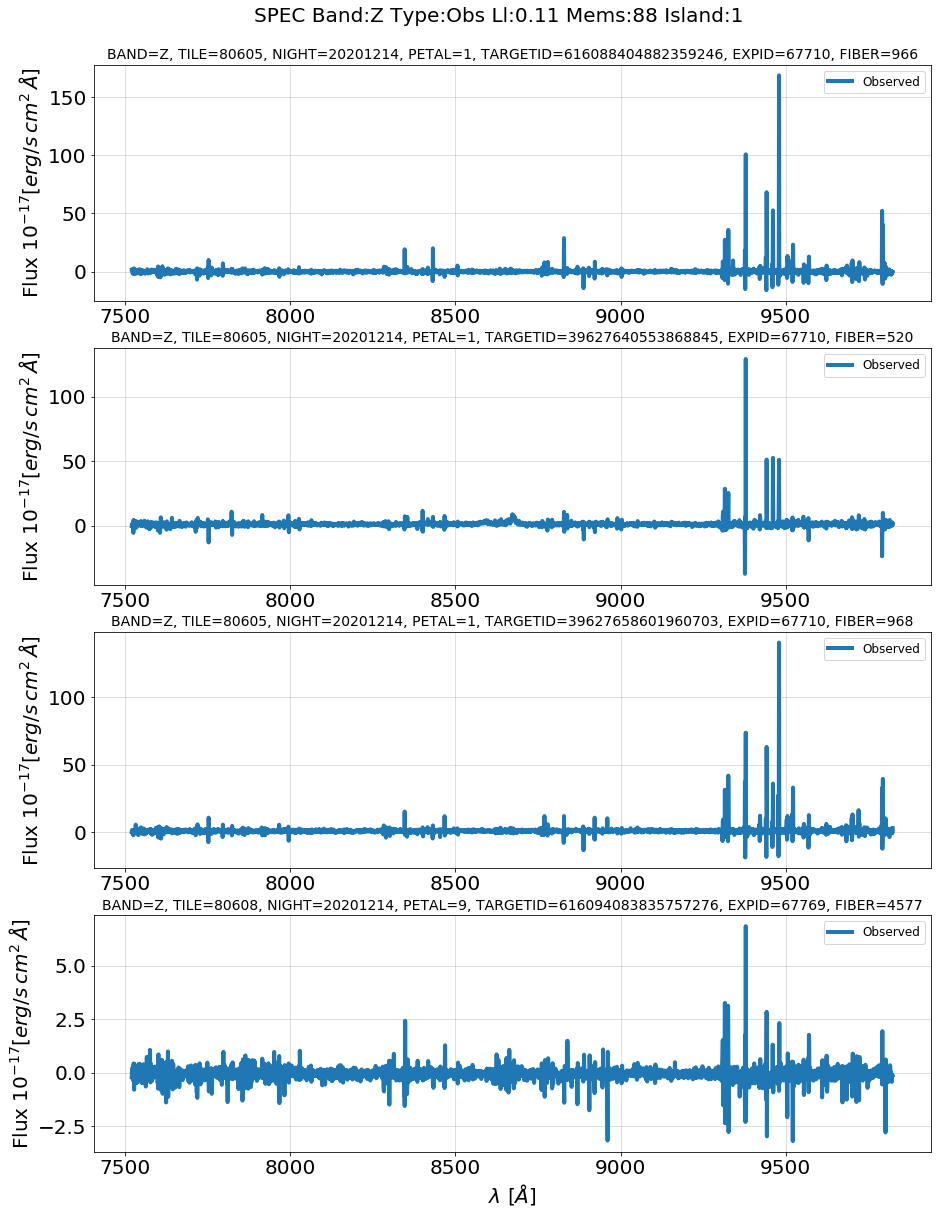 SPEC Band:Z Type:Obs Ll:0.11 Mems:88 Island:1
BAND=Z, TILE=80605, NIGHT=20201214, PETAL=1, TARGETID=616088404882359246, EXPID=67710, FIBER=966
Flux 10^{-17}[erg/s cm^2 Å]
150
100
50
0
Observed
7500 8000 8500 9000 9500
BAND=Z, TILE=80605, NIGHT=20201214, PETAL=1, TARGETID=39627640553868845, EXPID=67710, FIBER=520
Flux 10^{-17}[erg/s cm^2 Å]
100
50
0
Observed
7500 8000 8500 9000 9500
BAND=Z, TILE=80605, NIGHT=20201214, PETAL=1, TARGETID=39627658601960703, EXPID=67710, FIBER=968
Flux 10^{-17}[erg/s cm^2 Å]
100
50
0
Observed
7500 8000 8500 9000 9500
BAND=Z, TILE=80608, NIGHT=20201214, PETAL=9, TARGETID=616094083835757276, EXPID=67769, FIBER=4577
Flux 10^{-17}[erg/s cm^2 Å]
5.0
2.5
0.0
−2.5
Observed
7500 8000 8500 9000 9500
λ [Å]